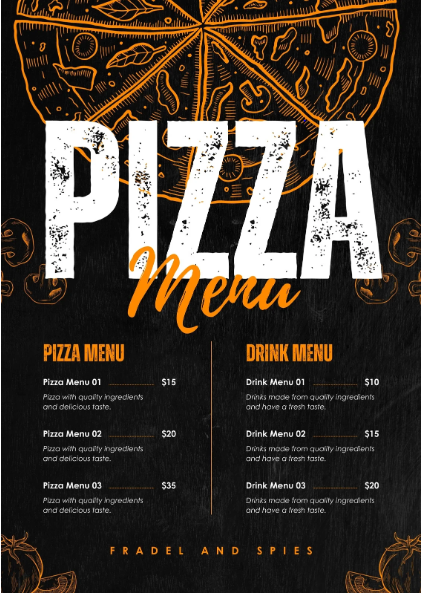 PIZZA
Menu
PIZZA MENU
Pizza Menu 01 $15
Pizza with quality ingredients
and delicious taste.
Pizza Menu 02 $20
Pizza with quality ingredients
and delicious taste.
Pizza Menu 03 $35
Pizza with quality ingredients
and delicious taste.
DRINK MENU
Drink Menu 01 $10
Drinks made from quality ingredients
and have a fresh taste.
Drink Menu 02 $15
Drinks made from quality ingredients
and have a fresh taste.
Drink Menu 03 $20
Drinks made from quality ingredients
and have a fresh taste.
FRADEL AND SPIES